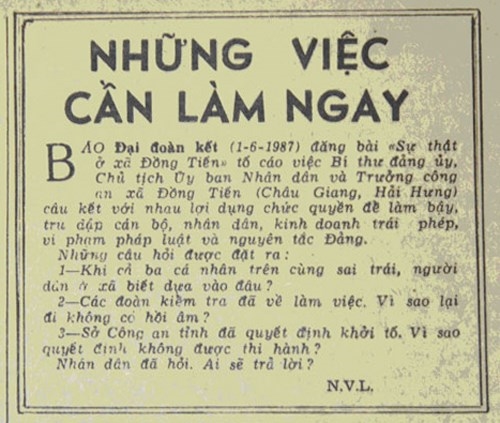 NHỮNG VIỆC
CẦN LÀM NGAY
BÁO Đại đoàn kết (1-6-1987) đăng bài «Sự thật
ở xã Đồng Tiến» tố cáo việc Bí thư đảng ủy,
Chủ tịch Ủy ban Nhân dân và Trưởng công
an xã Đồng Tiến (Châu Giang, Hải Hưng)
câu kết với nhau lợi dụng chức quyền để làm bậy,
trù dập cán bộ, nhân dân, kinh doanh trái phép,
vi phạm pháp luật và nguyên tắc Đảng.
Những câu hỏi được đặt ra :
1—Khi cả ba cá nhân trên cùng sai trái, người
dân ở xã biết dựa vào đâu ?
2—Các đoàn kiểm tra đã về làm việc. Vì sao lại
đi không có hồi âm ?
3—Sở Công an tỉnh đã quyết định khởi tố. Vì sao
quyết định không được thi hành ?
Nhân dân đã hỏi. Ai sẽ trả lời ?
N.V.L.